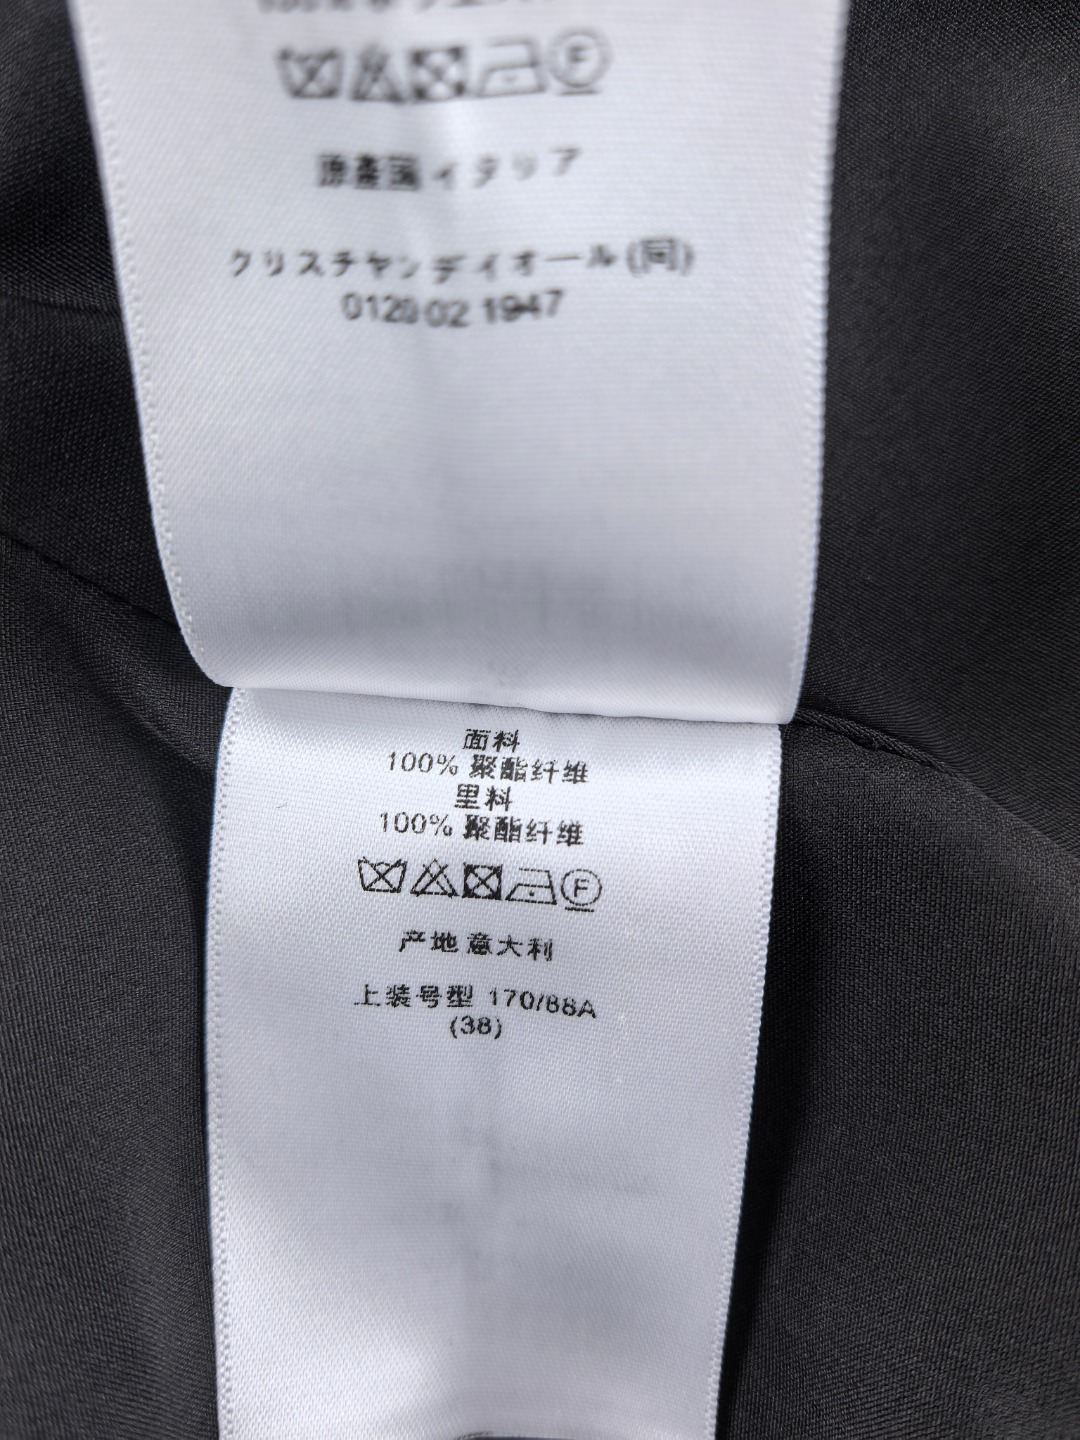 原産国イタリア
クリスチャンディオール(同)
0120 02 1947
面料
100% 聚酯纤维
里料
100% 聚酯纤维
F
产地意大利
上装号型 170/88A
(38)